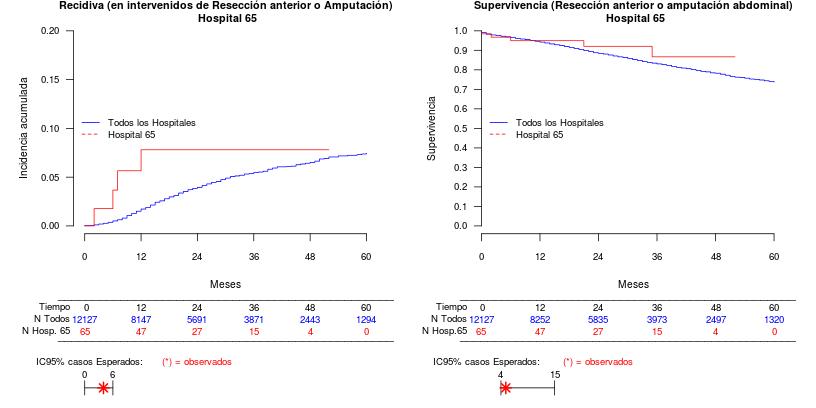 Recidiva (en intervenidos de Resección anterior o Amputación)
Hospital 65
Incidencia acumulada
0.20
0.15
0.10
0.05
0.00
Todos los Hospitales
Hospital 65
0 12 24 36 48 60
Meses
Tiempo 0 12 24 36 48 60
N Todos 12127 8147 5691 3871 2443 1294
N Hosp. 65 65 47 27 15 4 0
IC95% casos Esperados: (*) = observados
0 6
Supervivencia (Resección anterior o amputación abdominal)
Hospital 65
Supervivencia
1.0
0.9
0.8
0.7
0.6
0.5
0.4
0.3
0.2
0.1
0.0
Todos los Hospitales
Hospital 65
0 12 24 36 48 60
Meses
Tiempo 0 12 24 36 48 60
N Todos 12127 8252 5835 3973 2497 1320
N Hosp.65 65 47 27 15 4 0
IC95% casos Esperados: (*) = observados
4 15